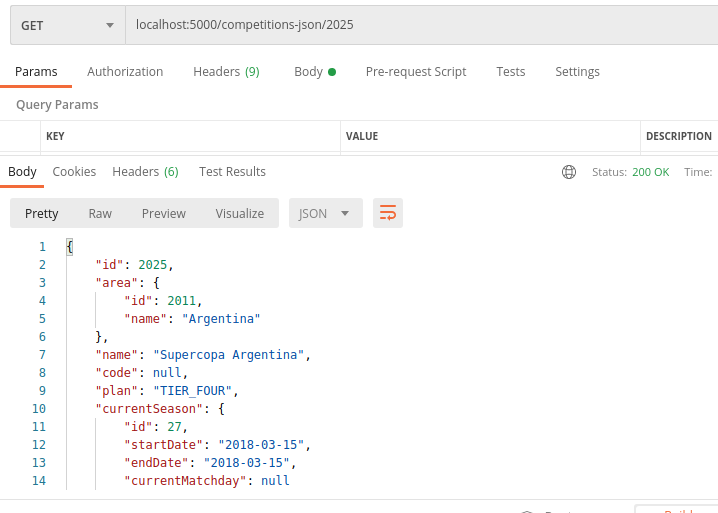 GET localhost:5000/competitions-json/2025
Params Authorization Headers (9) Body Pre-request Script Tests Settings
Query Params
KEY VALUE DESCRIPTION
Body Cookies Headers (6) Test Results Status: 200 OK Time:
Pretty Raw Preview Visualize JSON
1 {
2 "id": 2025,
3 "area": {
4 "id": 2011,
5 "name": "Argentina"
6 },
7 "name": "Supercopa Argentina",
8 "code": null,
9 "plan": "TIER_FOUR",
10 "currentSeason": {
11 "id": 27,
12 "startDate": "2018-03-15",
13 "endDate": "2018-03-15",
14 "currentMatchday": null